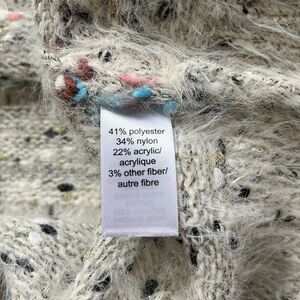 41% polyester
34% nylon
22% acrylic/
acrylique
3% other fiber/
autre fibre